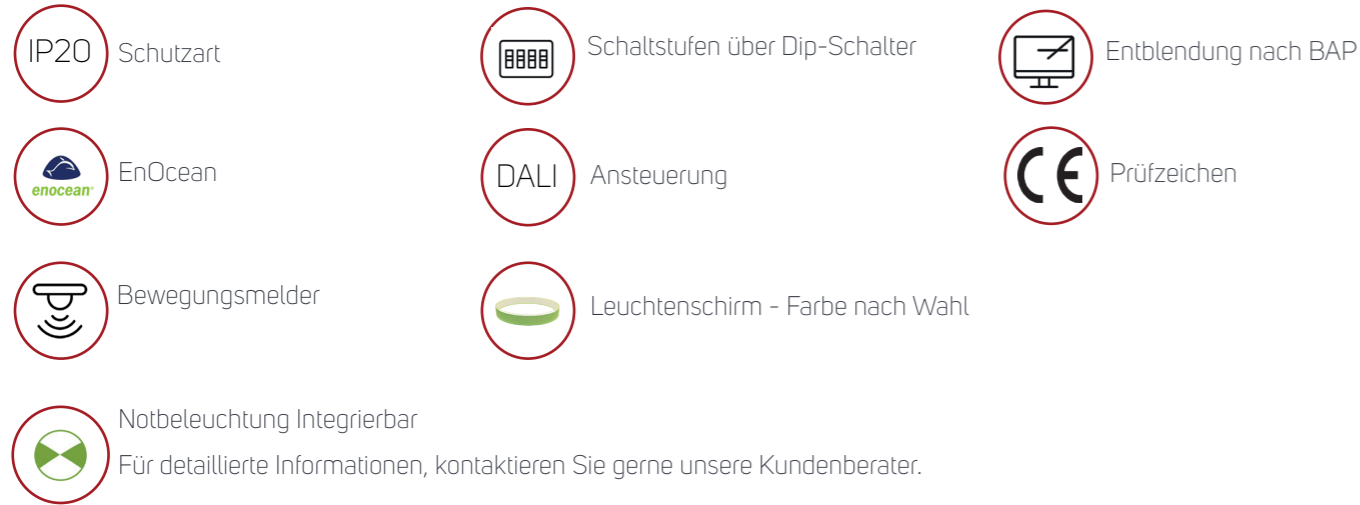 IP20 Schutzart
Schaltstufen über Dip-Schalter
Entblendung nach BAP
enocean® EnOcean
DALI Ansteuerung
CE Prüfzeichen
Bewegungsmelder
Leuchtenschirm - Farbe nach Wahl
Notbeleuchtung Integrierbar
Für detaillierte Informationen, kontaktieren Sie gerne unsere Kundenberater.